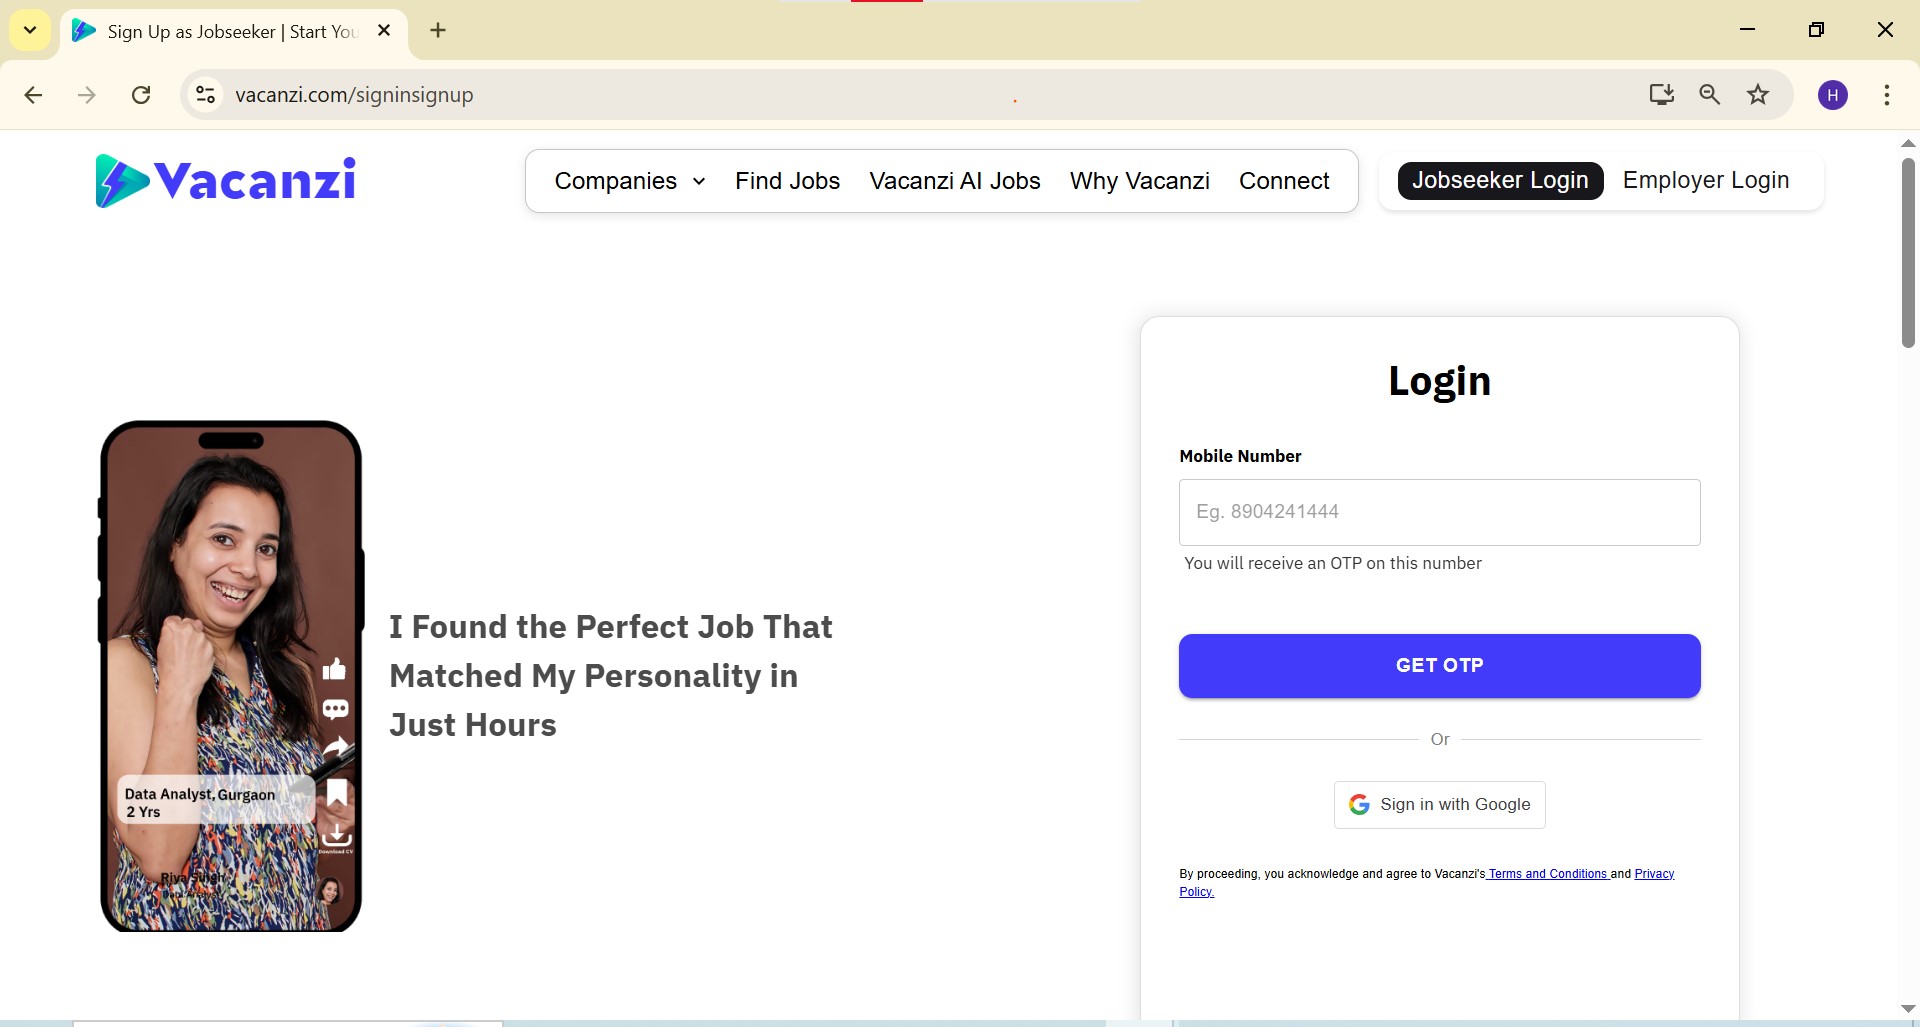 Sign Up as Jobseeker | Start You
vacanzi.com/signinsignup
H
Vacanzi
Companies
Find Jobs
Vacanzi AI Jobs
Why Vacanzi
Connect
Jobseeker Login
Employer Login
Login
Mobile Number
Eg. 8904241444
You will receive an OTP on this number
GET OTP
Or
Sign in with Google
By proceeding, you acknowledge and agree to Vacanzi's Terms and Conditions and Privacy
Policy.
I Found the Perfect Job That
Matched My Personality in
Just Hours
Data Analyst, Gurgaon
2 Yrs
Download CV
Riya Singh